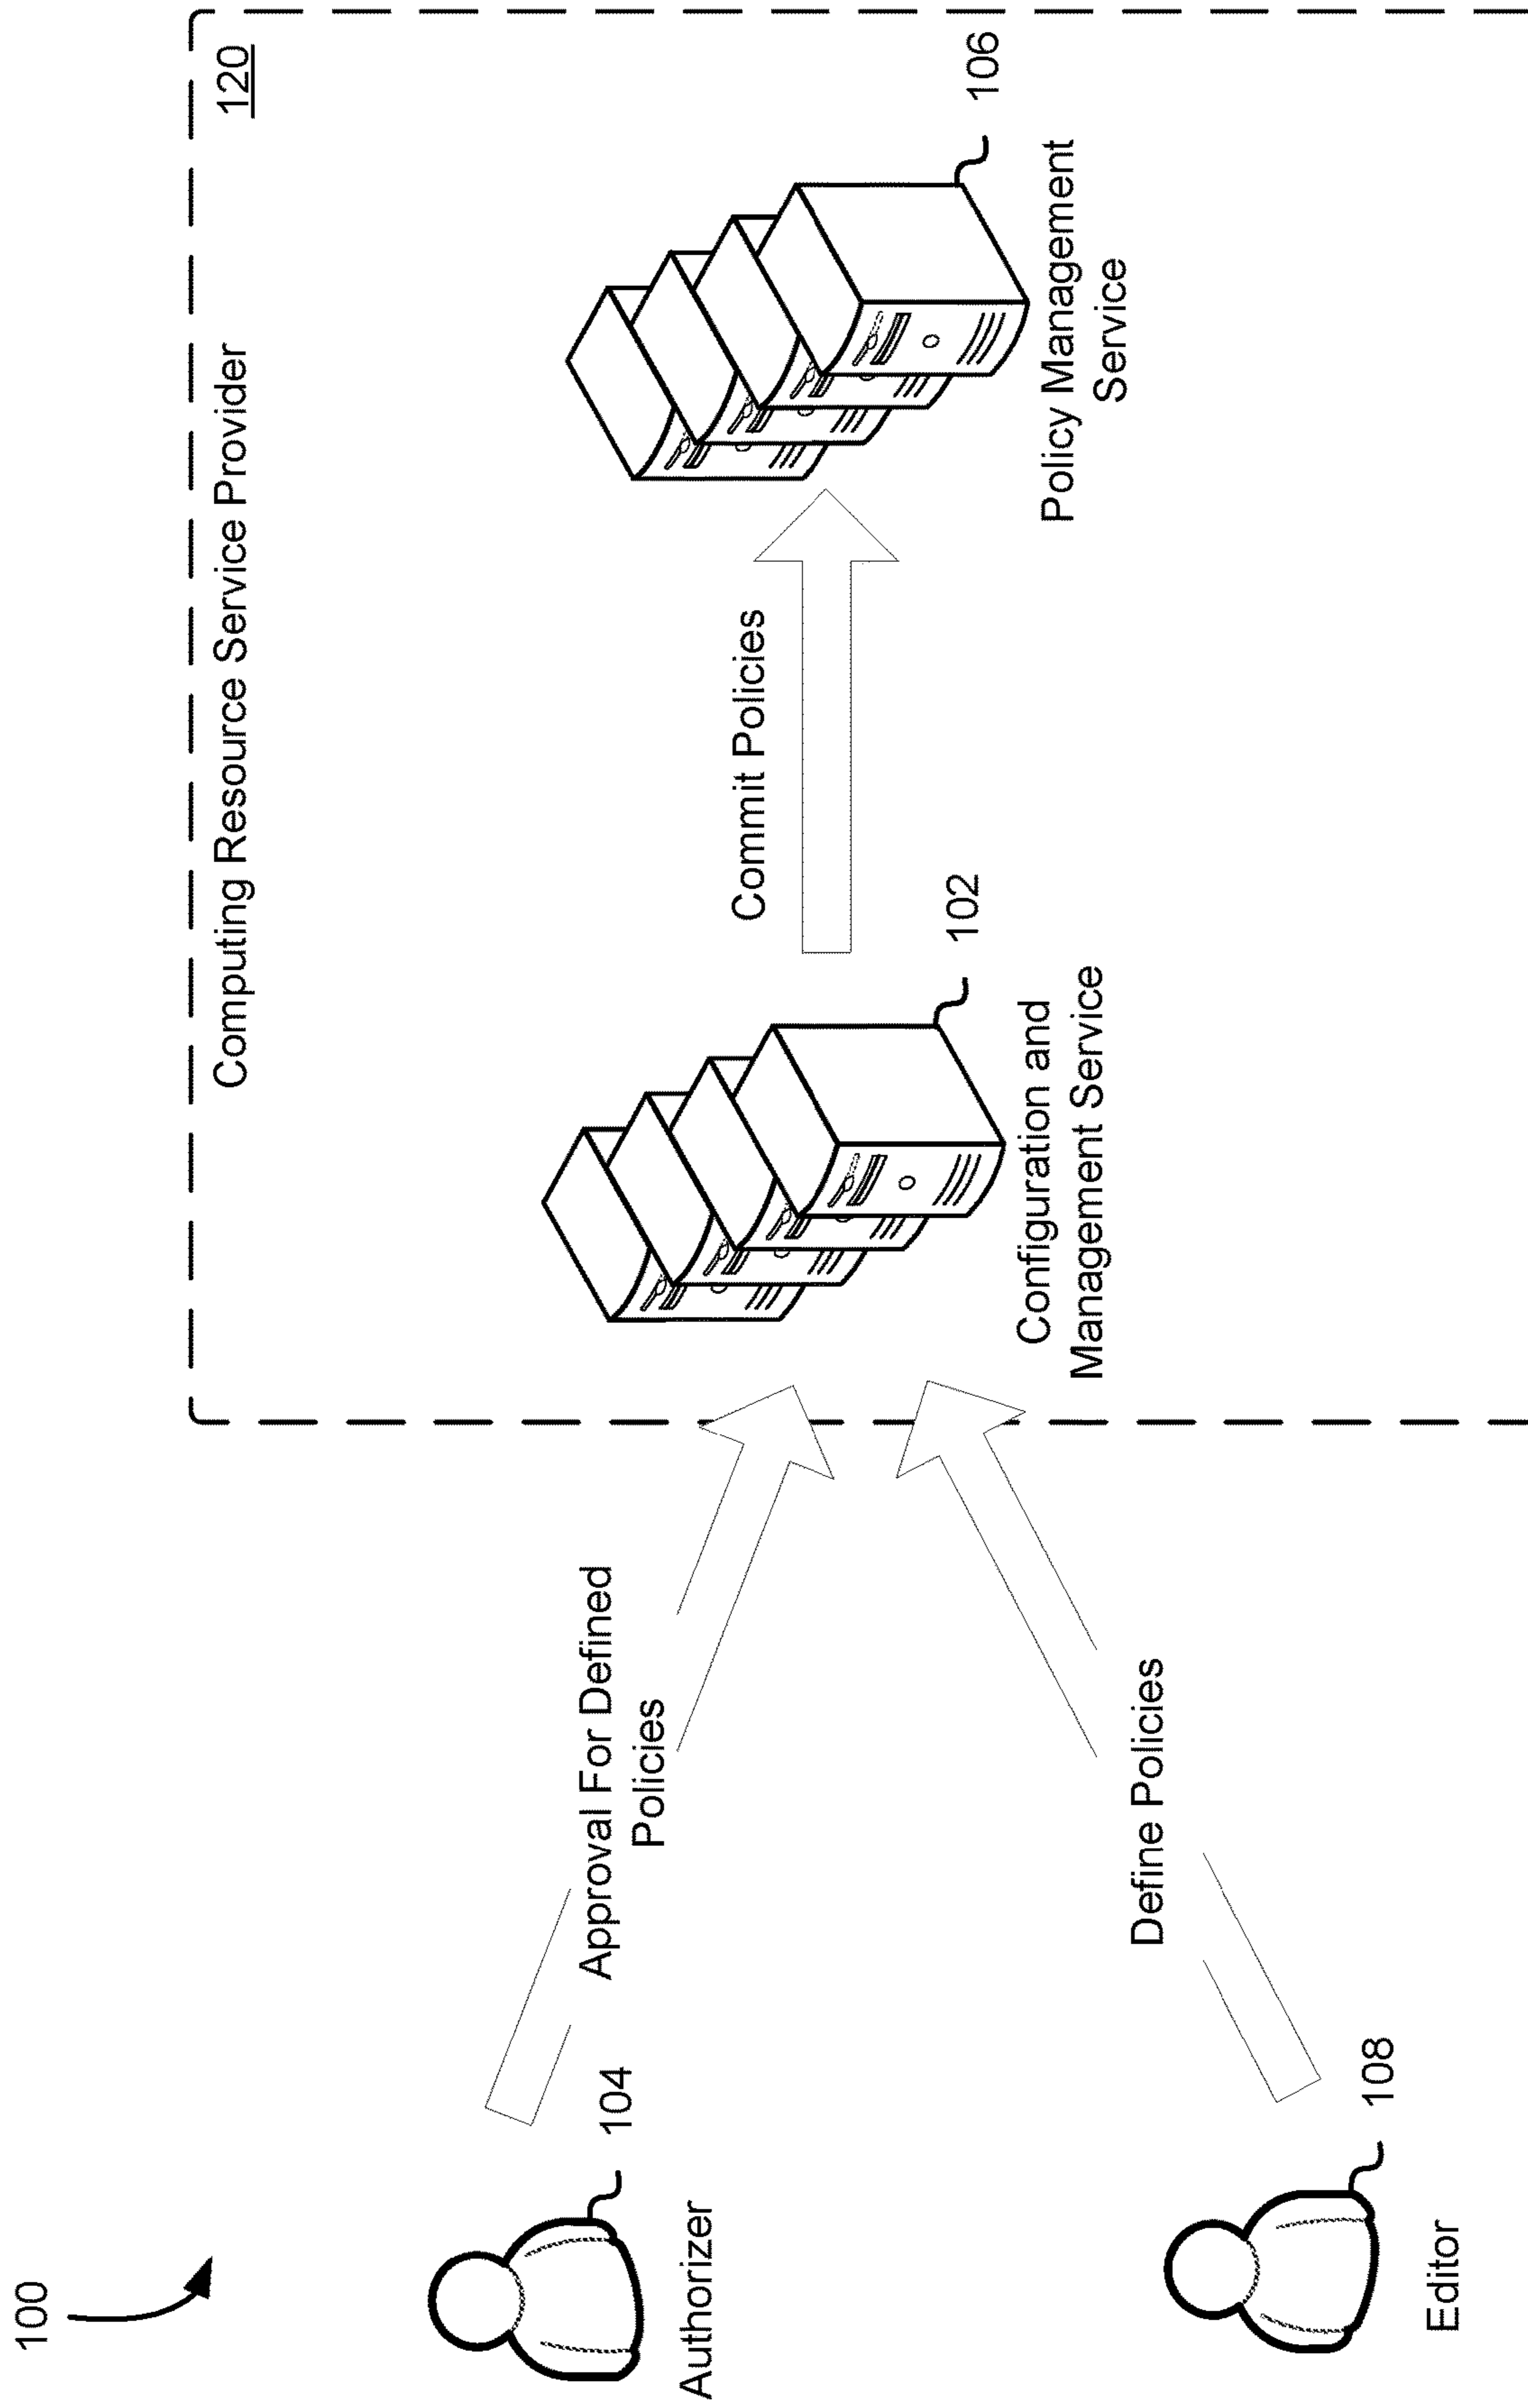 100
Computing Resource Service Provider
120
Authorizer
104
Approval For Defined
Policies
Configuration and
Management Service
102
Commit Policies
Policy Management
Service
106
Editor
108
Define Policies